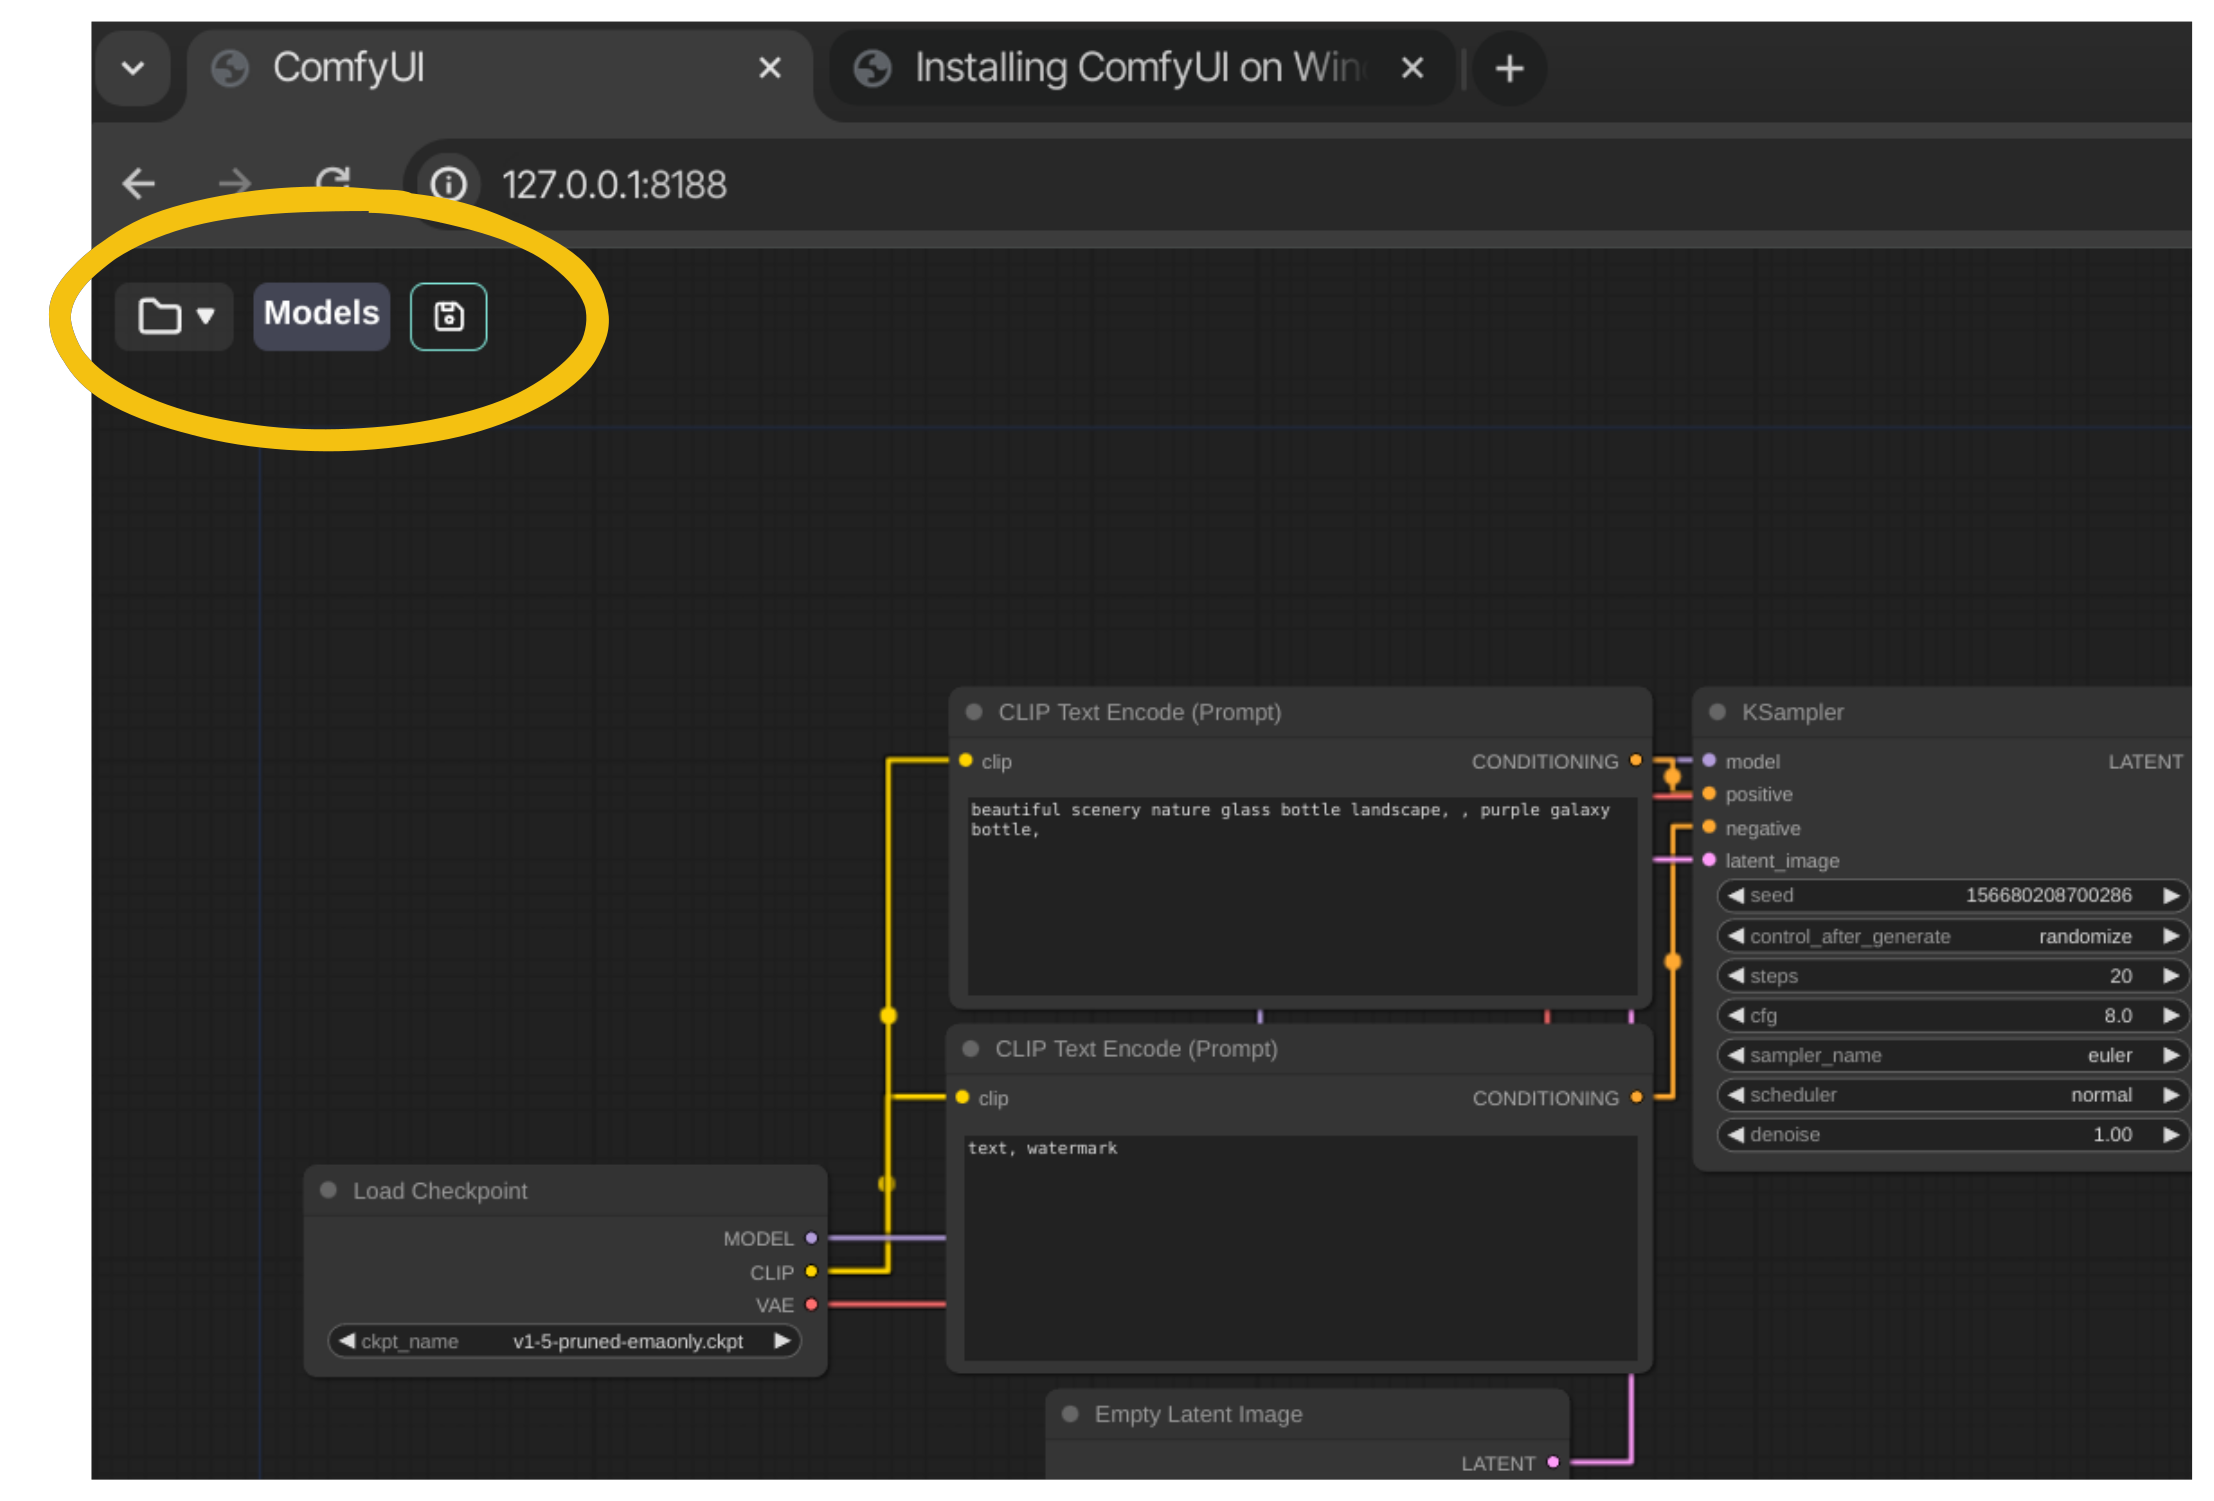 ComfyUI
Installing ComfyUI on Win
127.0.0.1:8188
Models
CLIP Text Encode (Prompt)
clip
CONDITIONING
beautiful scenery nature glass bottle landscape, , purple galaxy
bottle,
KSampler
model
LATENT
positive
negative
latent_image
seed 156680208700286
control_after_generate randomize
steps 20
cfg 8.0
sampler_name euler
scheduler normal
denoise 1.00
CLIP Text Encode (Prompt)
clip
CONDITIONING
text, watermark
Load Checkpoint
MODEL
CLIP
VAE
ckpt_name v1-5-pruned-emaonly.ckpt
Empty Latent Image
LATENT